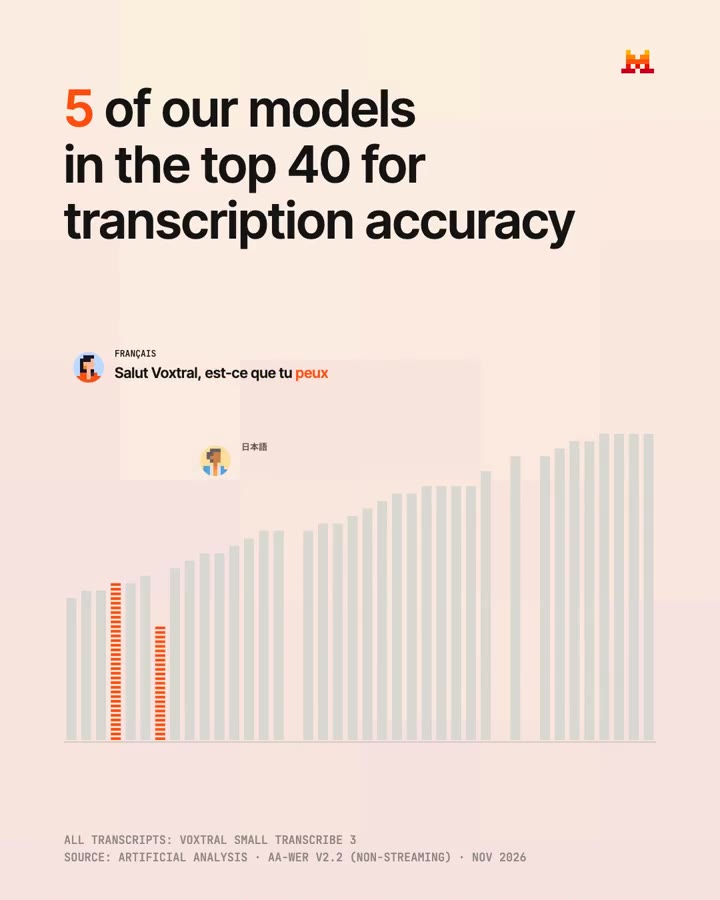 5 of our models
in the top 40 for
transcription accuracy
FRANÇAIS
Salut Voxtral, est-ce que tu peux
日本語
ALL TRANSCRIPTS: VOXTRAL SMALL TRANSCRIBE 3
SOURCE: ARTIFICIAL ANALYSIS · AA-WER V2.2 (NON-STREAMING) · NOV 2026